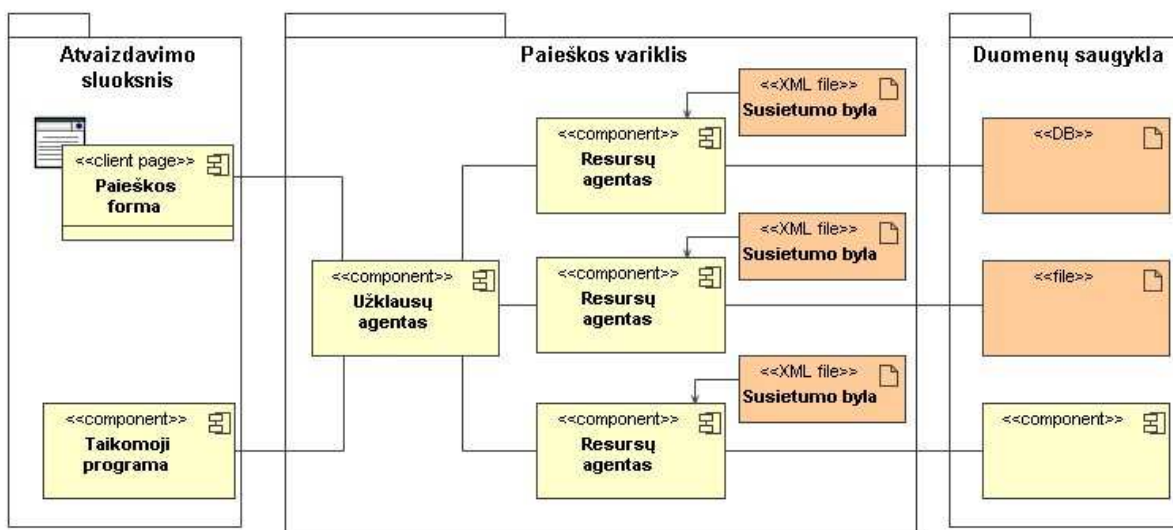 Atvaizdavimo
sluoksnis
<<client page>>
Paieškos
forma
<<component>>
Taikomoji
programa
Paieškos variklis
<<component>>
Užklausų
agentas
<<XML file>>
Susietumo byla
<<component>>
Resursų
agentas
<<XML file>>
Susietumo byla
<<component>>
Resursų
agentas
<<XML file>>
Susietumo byla
<<component>>
Resursų
agentas
Duomenų saugykla
<<DB>>
<<file>>
<<component>>